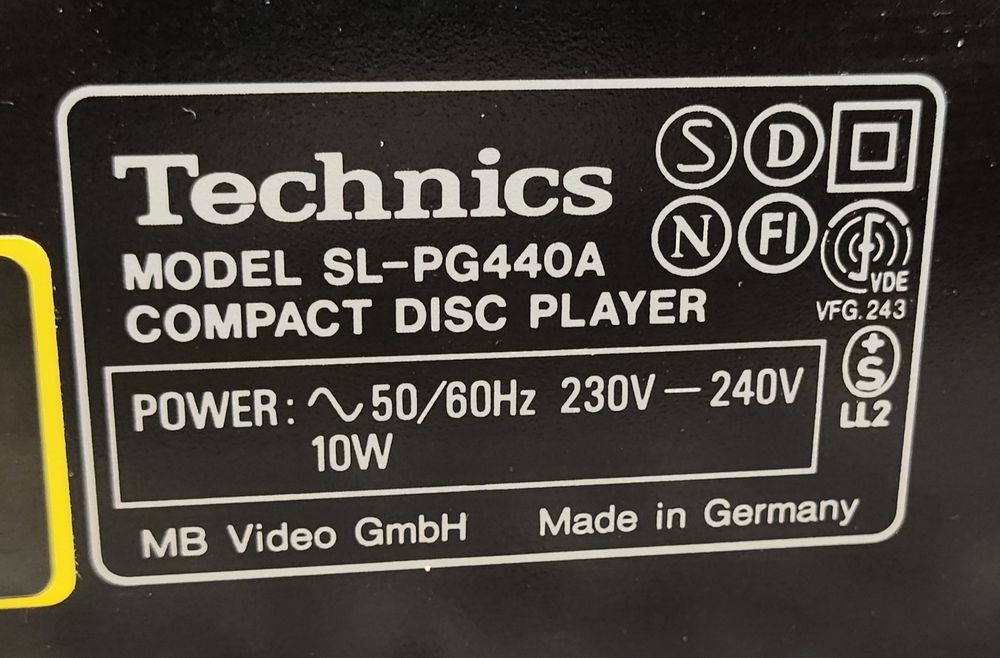 Technics
MODEL SL-PG440A
COMPACT DISC PLAYER
S D
N FI
VDE
VFG.243
+S
LL2
POWER: ∿50/60Hz 230V—240V
10W
MB Video GmbH Made in Germany